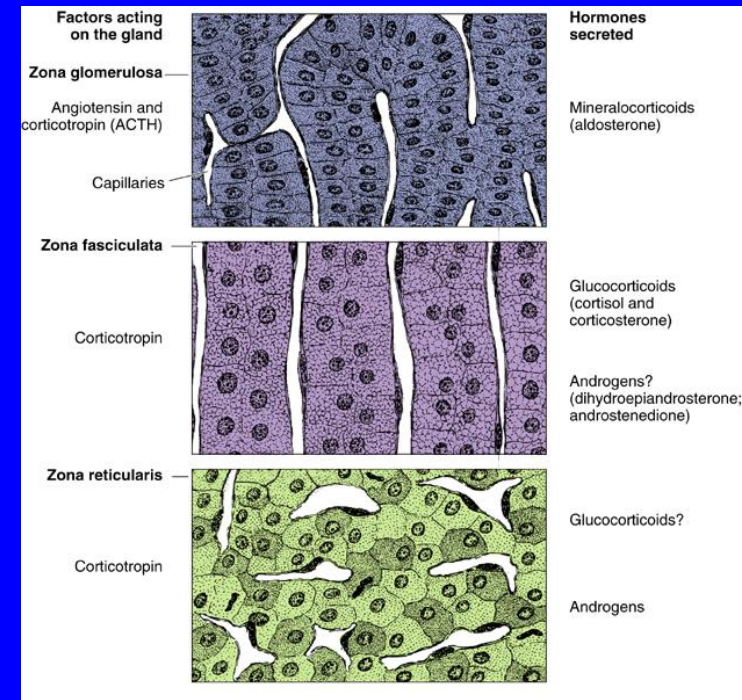 Factors acting
on the gland
Hormones
secreted
Zona glomerulosa
Angiotensin and
corticotropin (ACTH)
Mineralocorticoids
(aldosterone)
Capillaries
Zona fasciculata
Glucocorticoids
(cortisol and
corticosterone)
Corticotropin
Androgens?
(dihydroepiandrosterone;
androstenedione)
Zona reticularis
Glucocorticoids?
Corticotropin
Androgens